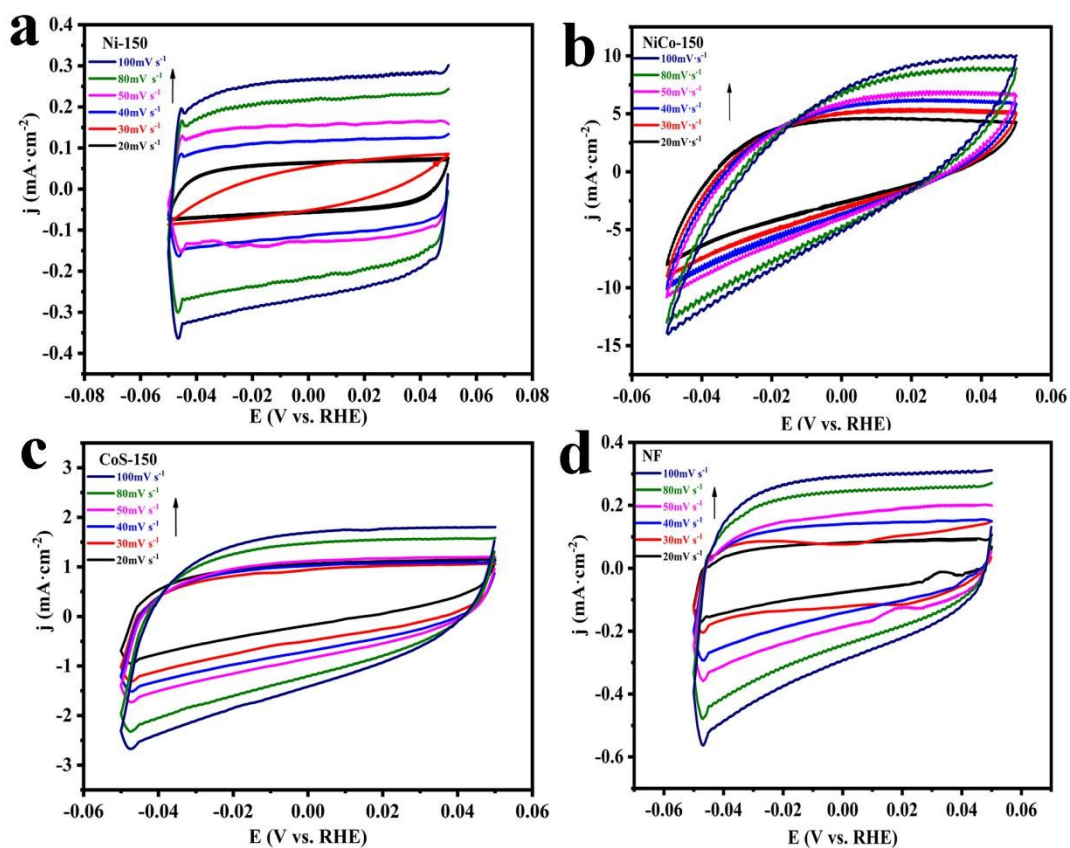 a
Ni-150
100mV s-1
80mV s-1
50mV s-1
40mV s-1
30mV s-1
20mV s-1
0.4
0.3
0.2
0.1
0.0
-0.1
-0.2
-0.3
-0.4
j (mA·cm-2)
-0.06 -0.04 -0.02 0.00 0.02 0.04 0.06 0.08
E (V vs. RHE)
b
NiCo-150
100mV·s-1
80mV·s-1
50mV·s-1
40mV·s-1
30mV·s-1
20mV·s-1
10
5
0
-5
-10
-15
j (mA·cm-2)
-0.06 -0.04 -0.02 0.00 0.02 0.04 0.06
E (V vs. RHE)
c
CoS-150
100mV s-1
80mV s-1
50mV s-1
40mV s-1
30mV s-1
20mV s-1
3
2
1
0
-1
-2
-3
j (mA·cm-2)
-0.06 -0.04 -0.02 0.00 0.02 0.04 0.06
E (V vs. RHE)
d
NF
100mV s-1
80mV s-1
50mV s-1
40mV s-1
30mV s-1
20mV s-1
0.4
0.2
0.0
-0.2
-0.4
-0.6
j (mA·cm-2)
-0.06 -0.04 -0.02 0.00 0.02 0.04 0.06
E (V vs. RHE)